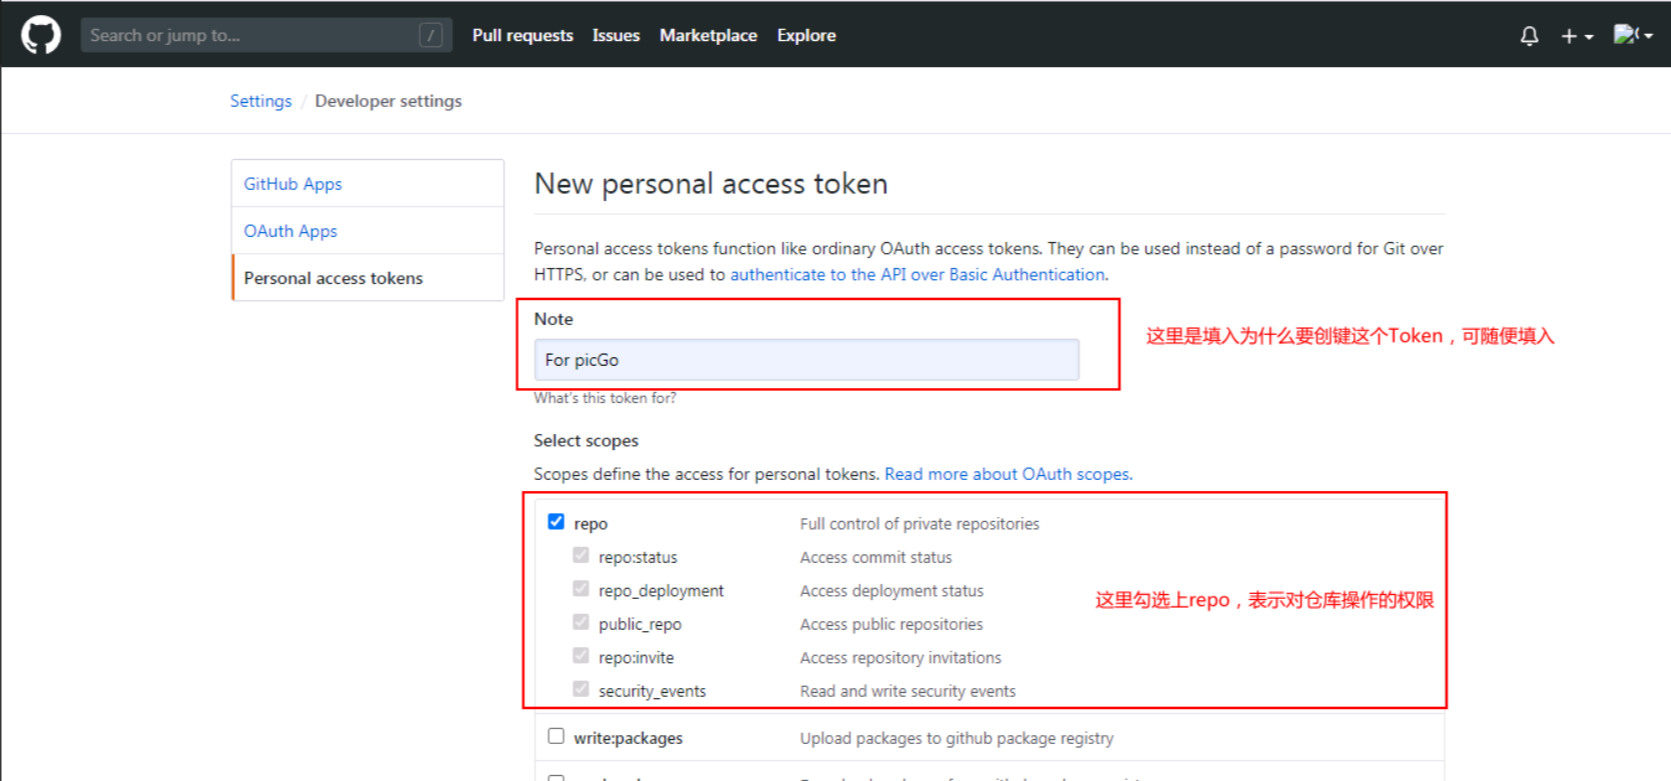 Search or jump to... /
Pull requests Issues Marketplace Explore
Settings / Developer settings
GitHub Apps
OAuth Apps
Personal access tokens
New personal access token
Personal access tokens function like ordinary OAuth access tokens. They can be used instead of a password for Git over
HTTPS, or can be used to authenticate to the API over Basic Authentication.
Note
For picGo
What's this token for?
这里是填入为什么要创键这个Token，可随便填入
Select scopes
Scopes define the access for personal tokens. Read more about OAuth scopes.
repo Full control of private repositories
repo:status Access commit status
repo_deployment Access deployment status
public_repo Access public repositories
repo:invite Access repository invitations
security_events Read and write security events
这里勾选上repo，表示对仓库操作的权限
write:packages Upload packages to github package registry